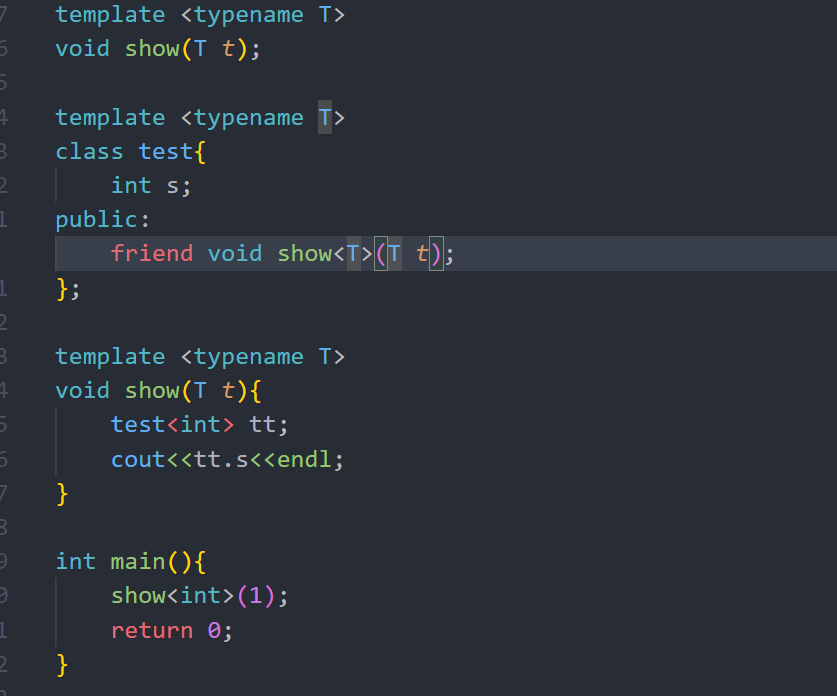 7 template <typename T>
6 void show(T t);
5
4 template <typename T>
3 class test{
2     int s;
1 public:
    friend void show<T>(T t);
1 };
2
3 template <typename T>
4 void show(T t){
5     test<int> tt;
6     cout<<tt.s<<endl;
7 }
8
9 int main(){
0     show<int>(1);
1     return 0;
2 }